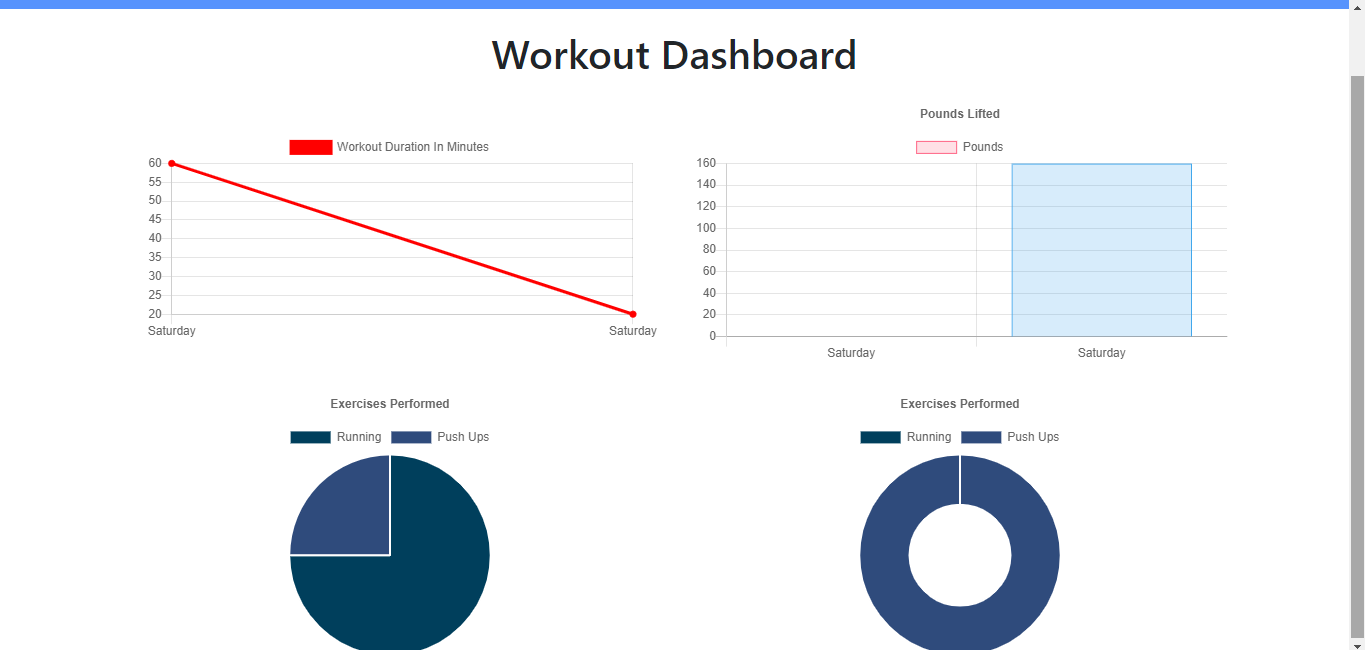 Workout Dashboard
Workout Duration In Minutes
60
55
50
45
40
35
30
25
20
Saturday Saturday
Pounds Lifted
Pounds
160
140
120
100
80
60
40
20
0
Saturday Saturday
Exercises Performed
Running Push Ups
Exercises Performed
Running Push Ups